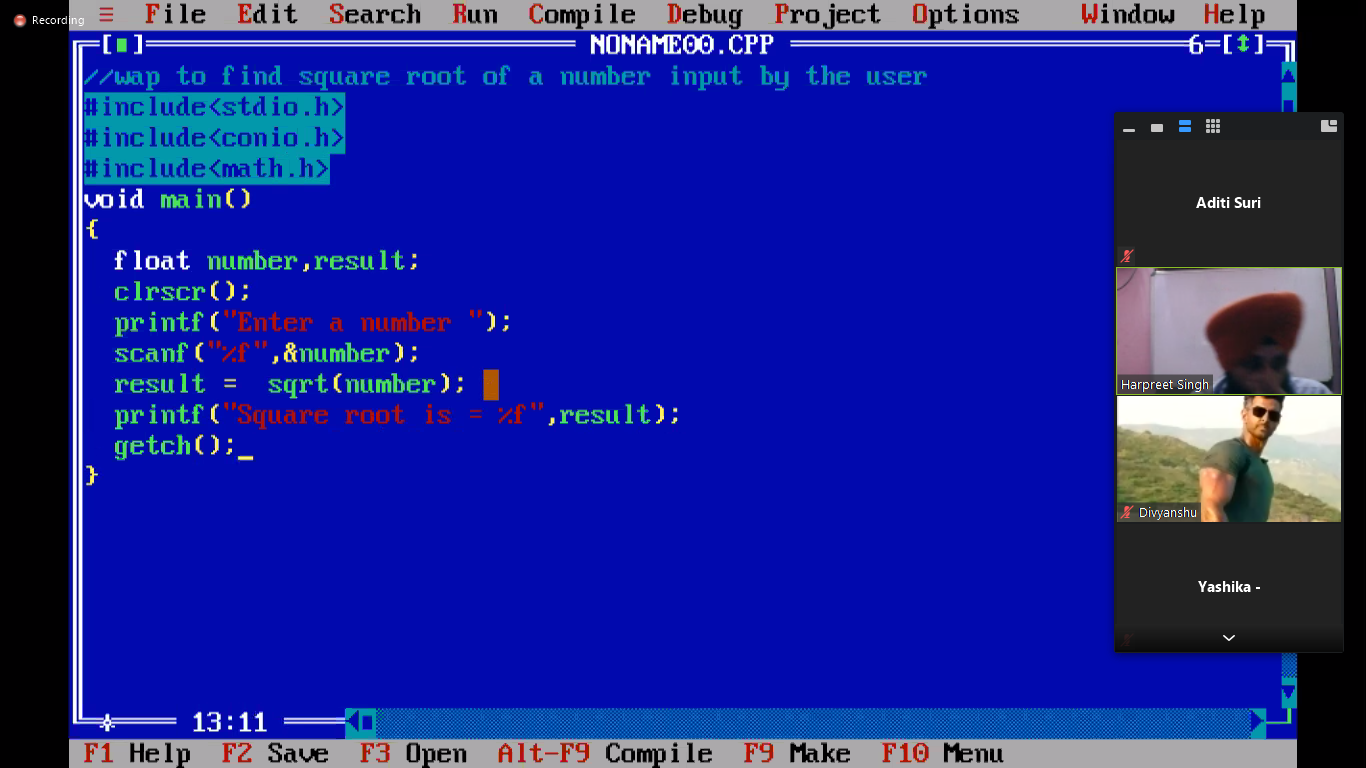 Recording
≡ File Edit Search Run Compile Debug Project Options Window Help
[■] NONAME00.CPP 6=[↕]
//wap to find square root of a number input by the user
#include<stdio.h>
#include<conio.h>
#include<math.h>
void main()
{
  float number,result;
  clrscr();
  printf("Enter a number ");
  scanf("%f",&number);
  result =  sqrt(number);
  printf("Square root is = %f",result);
  getch();_
}
13:11
F1 Help F2 Save F3 Open Alt-F9 Compile F9 Make F10 Menu
Aditi Suri
Harpreet Singh
Divyanshu
Yashika -